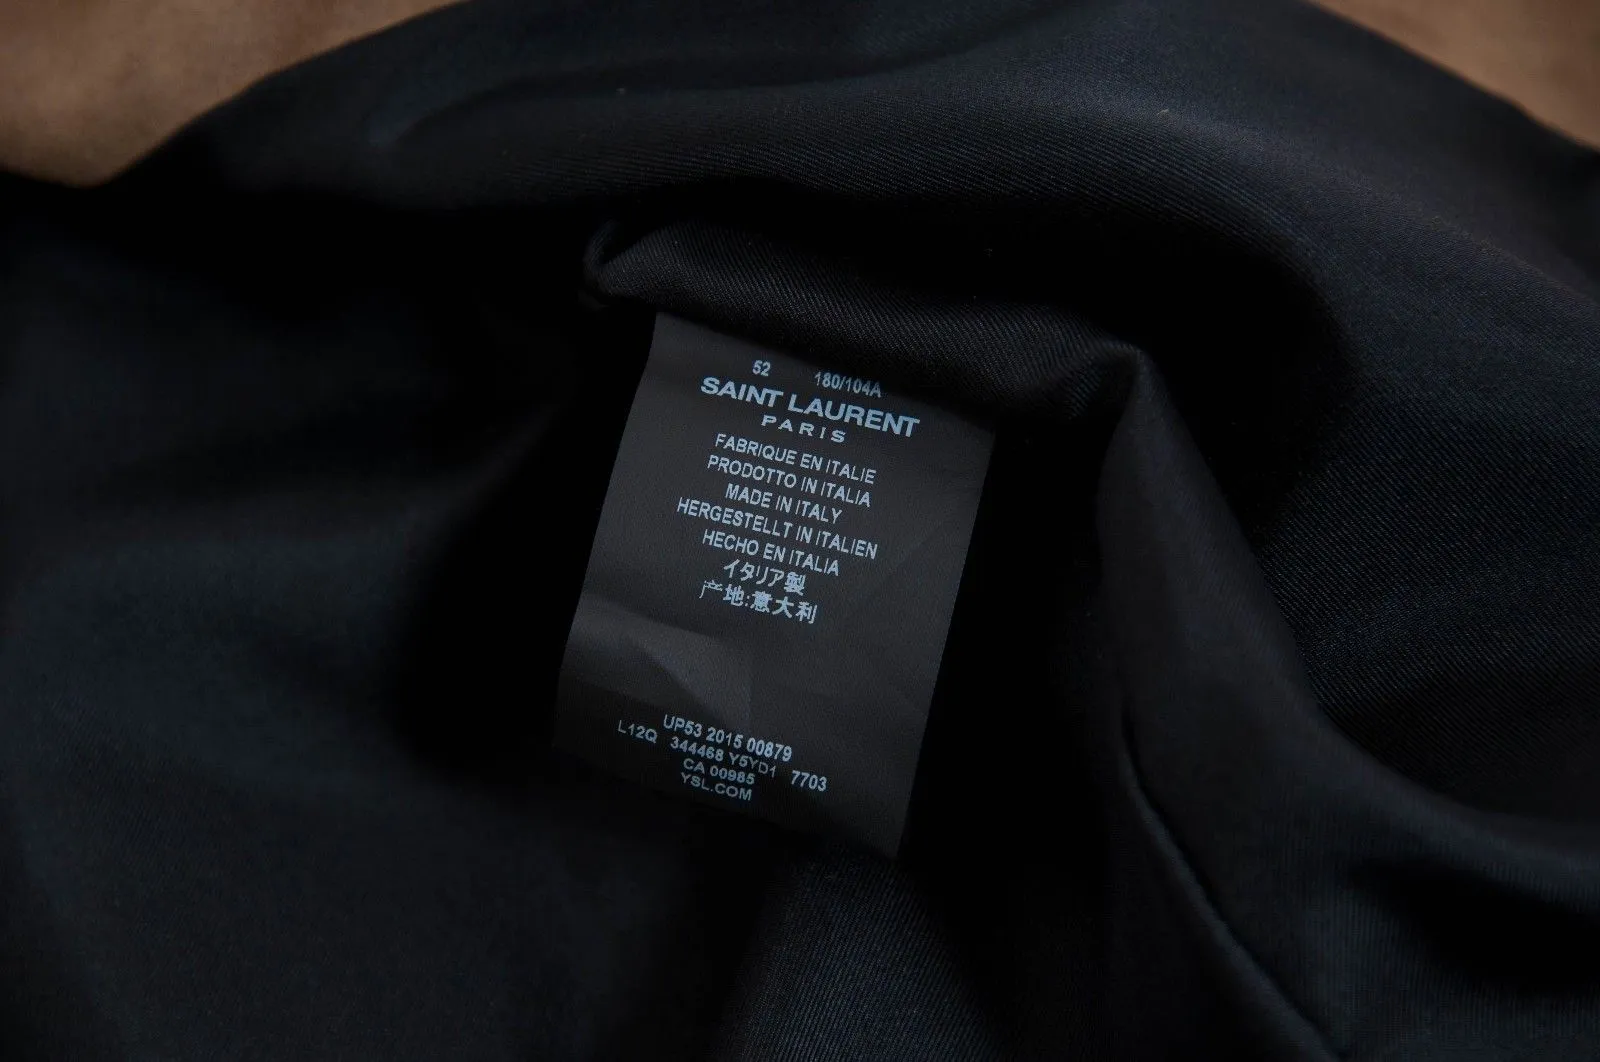 52 180/104A
SAINT LAURENT
PARIS
FABRIQUE EN ITALIE
PRODOTTO IN ITALIA
MADE IN ITALY
HERGESTELLT IN ITALIEN
HECHO EN ITALIA
イタリア製
产地:意大利
UP53 2015 00879
L12Q 344468 Y5YD1 7703
CA 00985
YSL.COM